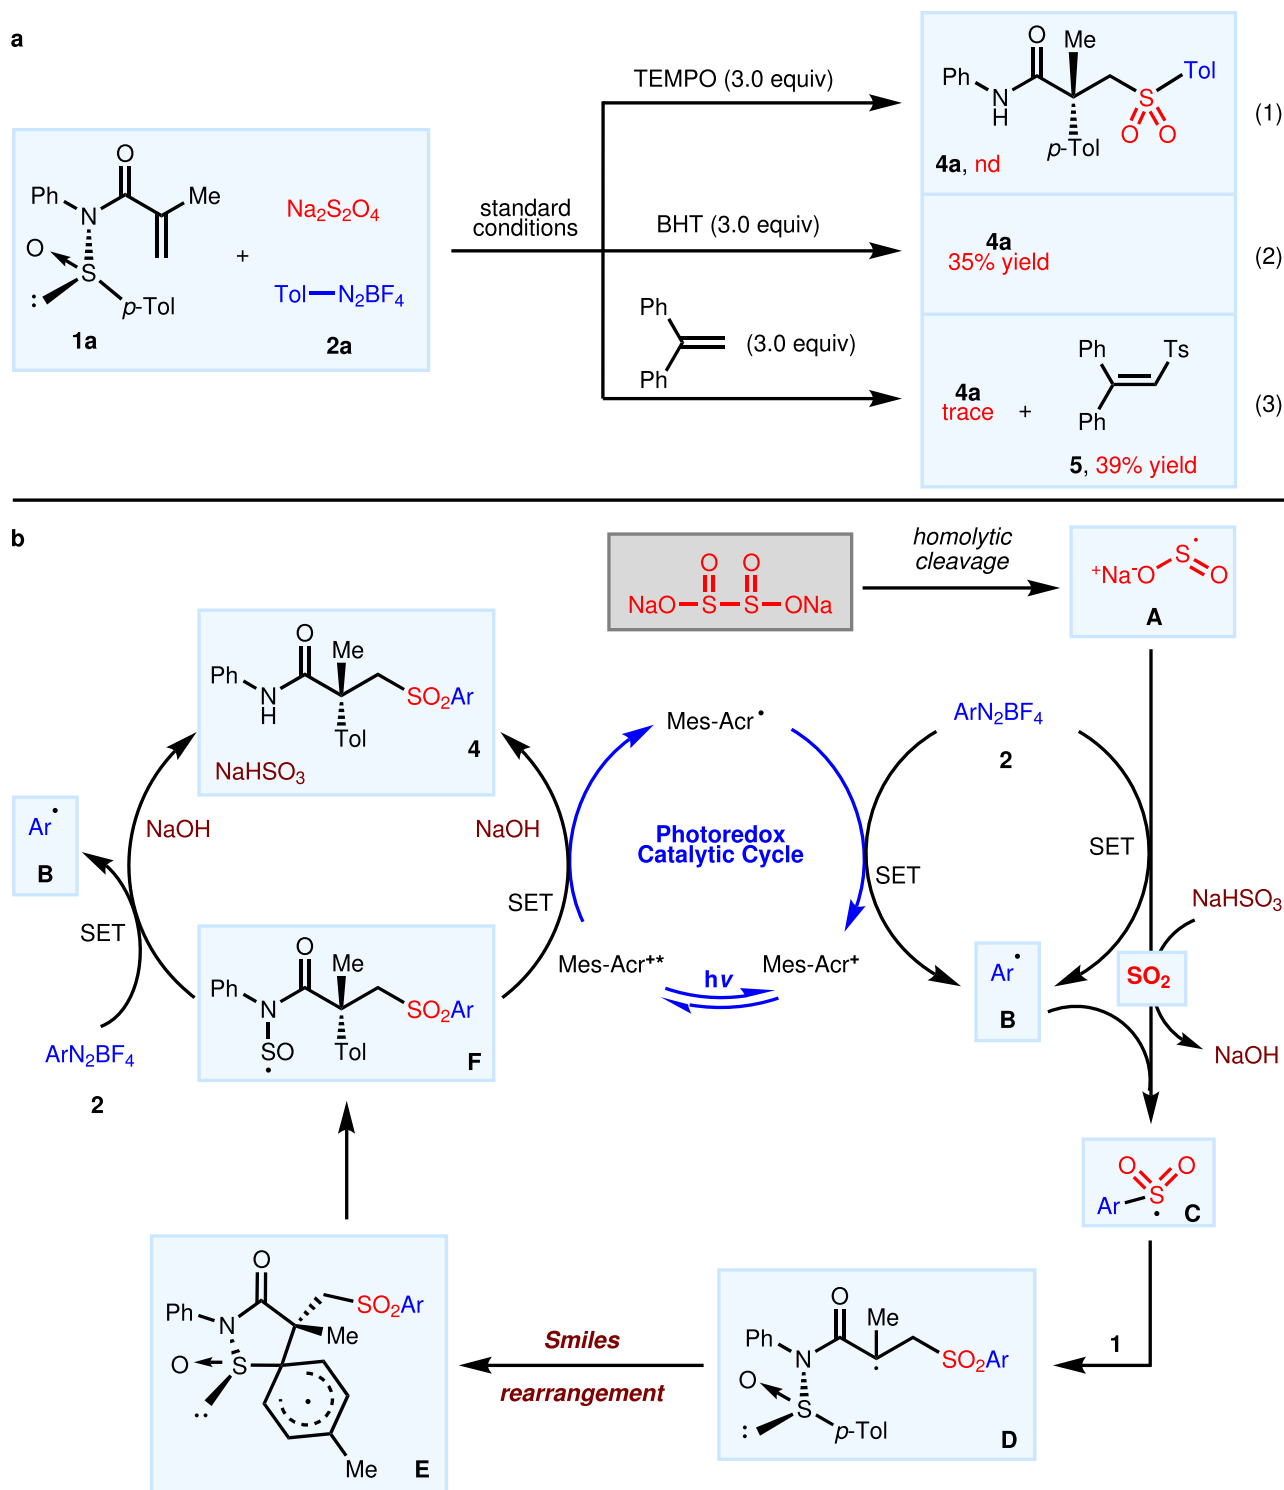 a
Ph
N
O
Me
O
S
:
p-Tol
1a
+
Na₂S₂O₄
Tol—N₂BF₄
2a
standard
conditions
TEMPO (3.0 equiv)
BHT (3.0 equiv)
Ph
Ph
(3.0 equiv)
O
Me
Ph
N
H
S
Tol
O
O
p-Tol
4a, nd
(1)
4a
35% yield
(2)
4a
trace
+
Ph
Ts
Ph
5, 39% yield
(3)
b
O
O
NaO
S
S
ONa
homolytic
cleavage
⁺Na⁻O
S
·
O
A
O
Me
Ph
N
H
SO₂Ar
Tol
4
NaHSO₃
NaOH
NaOH
Ar•
B
SET
SET
ArN₂BF₄
2
Mes-Acr•
Photoredox
Catalytic Cycle
Mes-Acr⁺*
hν
Mes-Acr⁺
ArN₂BF₄
2
SET
SET
NaHSO₃
SO₂
NaOH
Ar•
B
O
Me
Ph
N
SO₂Ar
SO
•
Tol
F
O
O
Ar
S
•
C
1
O
Me
Ph
N
SO₂Ar
·
O
S
:
p-Tol
D
Smiles
rearrangement
O
Ph
N
SO₂Ar
Me
O
S
:
•
Me
E